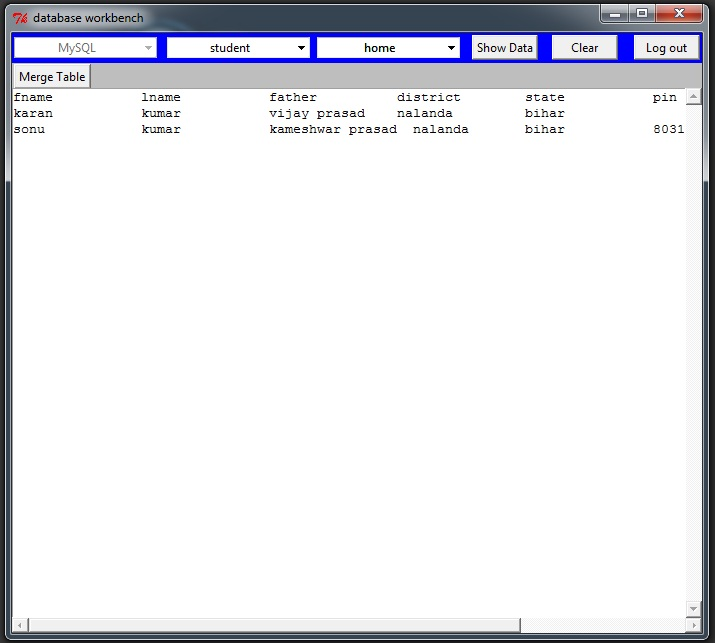 database workbench
MySQL student home Show Data Clear Log out
Merge Table
fname lname father district state pin
karan kumar vijay prasad nalanda bihar
sonu kumar kameshwar prasad nalanda bihar 8031